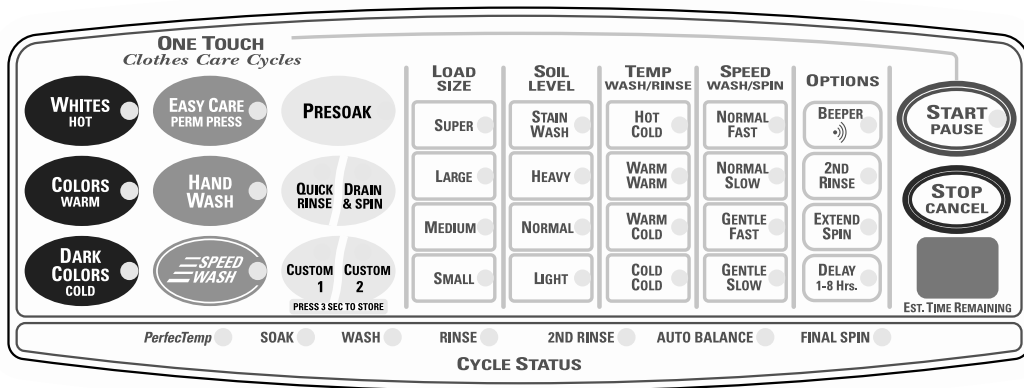 ONE TOUCH
Clothes Care Cycles
WHITES
HOT
EASY CARE
PERM PRESS
PRESOAK
COLORS
WARM
HAND
WASH
QUICK
RINSE
DRAIN
& SPIN
DARK
COLORS
COLD
SPEED
WASH
CUSTOM
1
CUSTOM
2
PRESS 3 SEC TO STORE
LOAD
SIZE
SUPER
LARGE
MEDIUM
SMALL
SOIL
LEVEL
STAIN
WASH
HEAVY
NORMAL
LIGHT
TEMP
WASH/RINSE
HOT
COLD
WARM
WARM
WARM
COLD
COLD
COLD
SPEED
WASH/SPIN
NORMAL
FAST
NORMAL
SLOW
GENTLE
FAST
GENTLE
SLOW
OPTIONS
BEEPER
2ND
RINSE
EXTEND
SPIN
DELAY
1-8 Hrs.
START
PAUSE
STOP
CANCEL
EST. TIME REMAINING
PerfecTemp SOAK WASH RINSE 2ND RINSE AUTO BALANCE FINAL SPIN
CYCLE STATUS